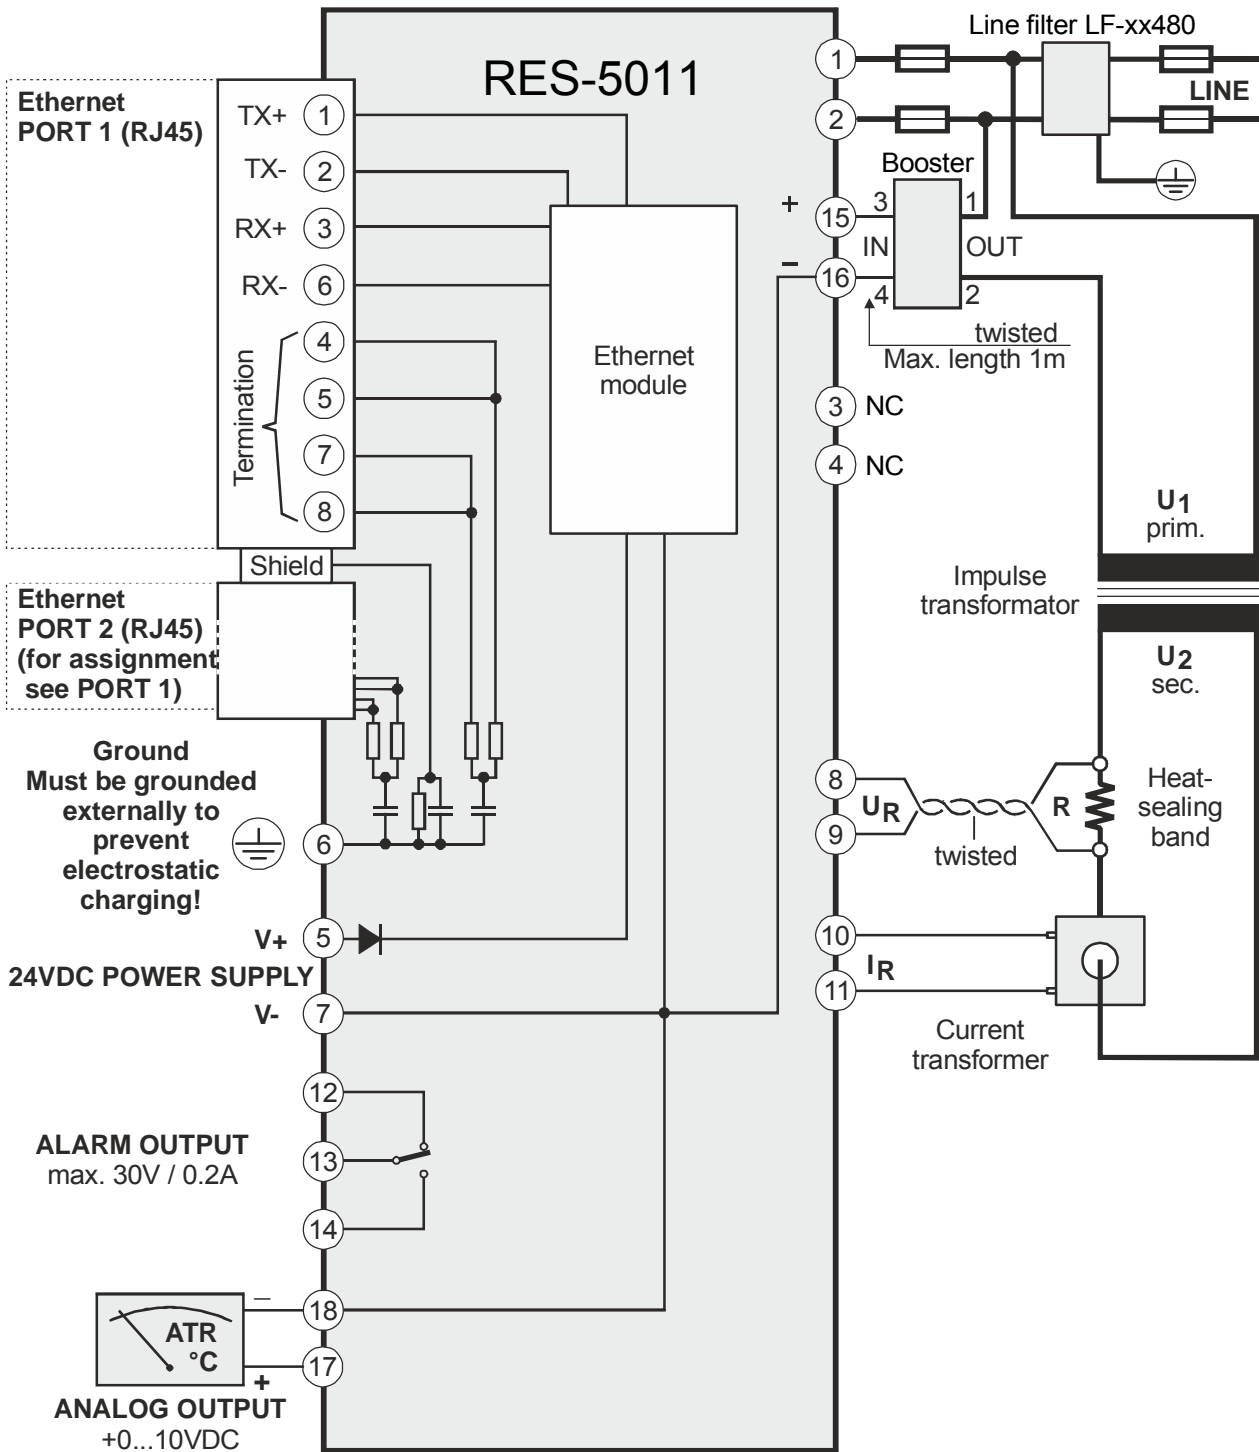 RES-5011
Ethernet
PORT 1 (RJ45)
TX+ 1
TX- 2
RX+ 3
RX- 6
Termination
4
5
7
8
Shield
Ethernet
PORT 2 (RJ45)
(for assignment
see PORT 1)
Ethernet
module
Ground
Must be grounded
externally to
prevent
electrostatic
charging!
6
V+ 5
24VDC POWER SUPPLY
V- 7
12
ALARM OUTPUT
max. 30V / 0.2A
13
14
– 18
ATR
°C
+ 17
ANALOG OUTPUT
+0...10VDC
Line filter LF-xx480
1
2
LINE
Booster
+ 15 3 1
IN OUT
– 16 4 2
twisted
Max. length 1m
3 NC
4 NC
U1
prim.
Impulse
transformator
U2
sec.
8
UR
9
twisted
R
Heat-
sealing
band
10
IR
11
Current
transformer